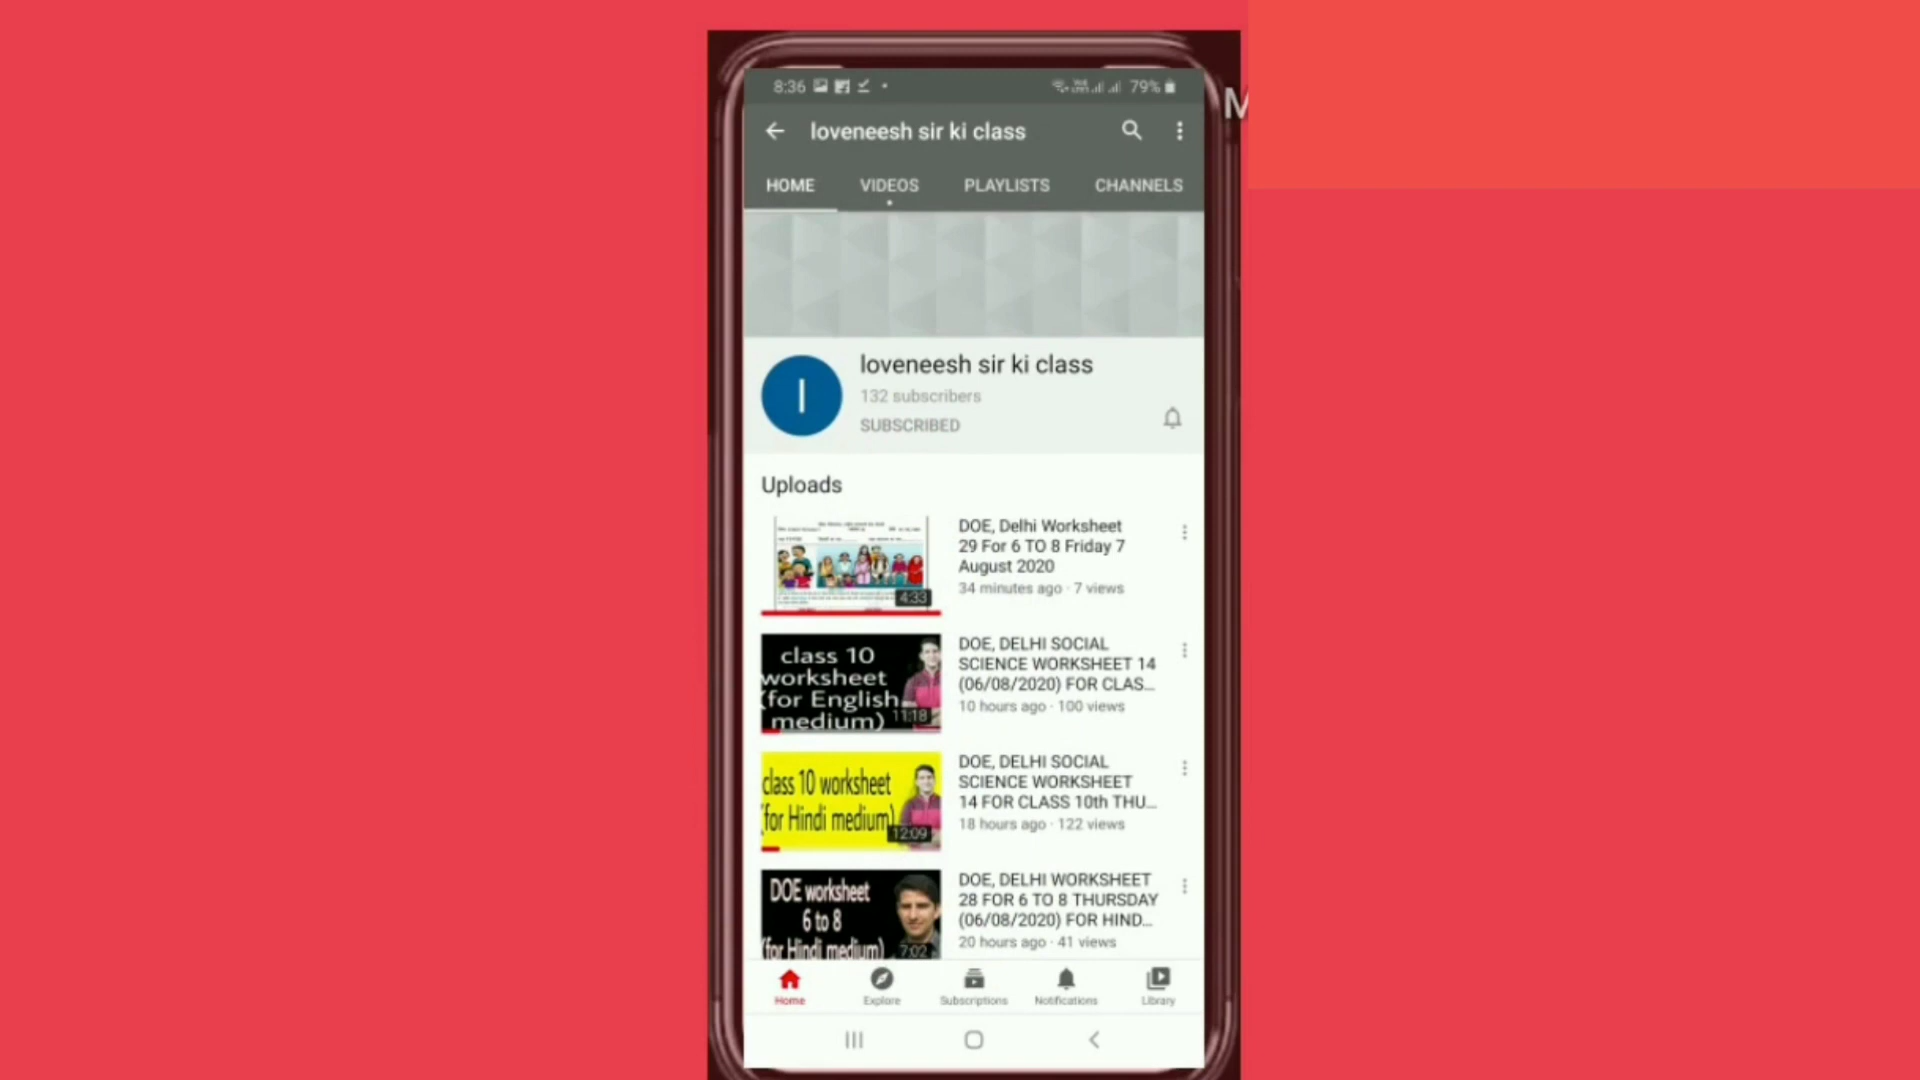 8:36
79%
M
loveneesh sir ki class
HOME VIDEOS PLAYLISTS CHANNELS
loveneesh sir ki class
132 subscribers
SUBSCRIBED
Uploads
DOE, Delhi Worksheet
29 For 6 TO 8 Friday 7
August 2020
34 minutes ago · 7 views
4:33
class 10
worksheet
(for English
medium)
11:18
DOE, DELHI SOCIAL
SCIENCE WORKSHEET 14
(06/08/2020) FOR CLAS...
10 hours ago · 100 views
class 10 worksheet
(for Hindi medium)
12:09
DOE, DELHI SOCIAL
SCIENCE WORKSHEET
14 FOR CLASS 10th THU...
18 hours ago · 122 views
DOE worksheet
6 to 8
(for Hindi medium)
7:02
DOE, DELHI WORKSHEET
28 FOR 6 TO 8 THURSDAY
(06/08/2020) FOR HIND...
20 hours ago · 41 views
Home Explore Subscriptions Notifications Library